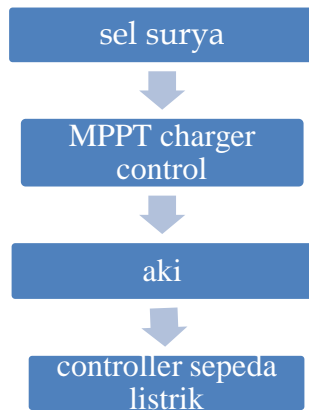 sel surya
MPPT charger
control
aki
controller sepeda
listrik